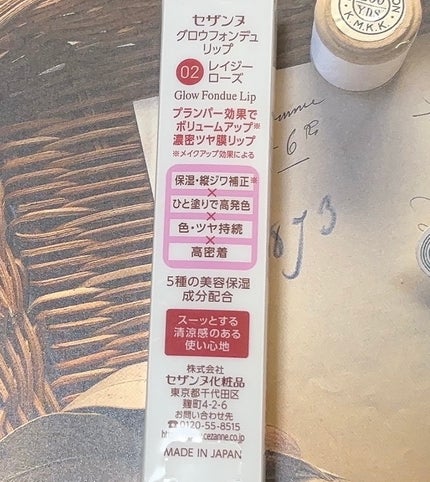 セザンヌ
グロウフォンデュ
リップ
02 レイジー
ローズ
Glow Fondue Lip
プランパー効果で
ボリュームアップ※
濃密ツヤ膜リップ
※メイクアップ効果による
保湿・縦ジワ補正※
×
ひと塗りで高発色
×
色・ツヤ持続
×
高密着
5種の美容保湿
成分配合
スーッとする
清涼感のある
使い心地
株式会社
セザンヌ化粧品
東京都千代田区
麹町4-2-6
お問い合わせ先
☎0120-55-8515
cezanne.co.jp
MADE IN JAPAN
YDS
K.M.K.K.
6
873